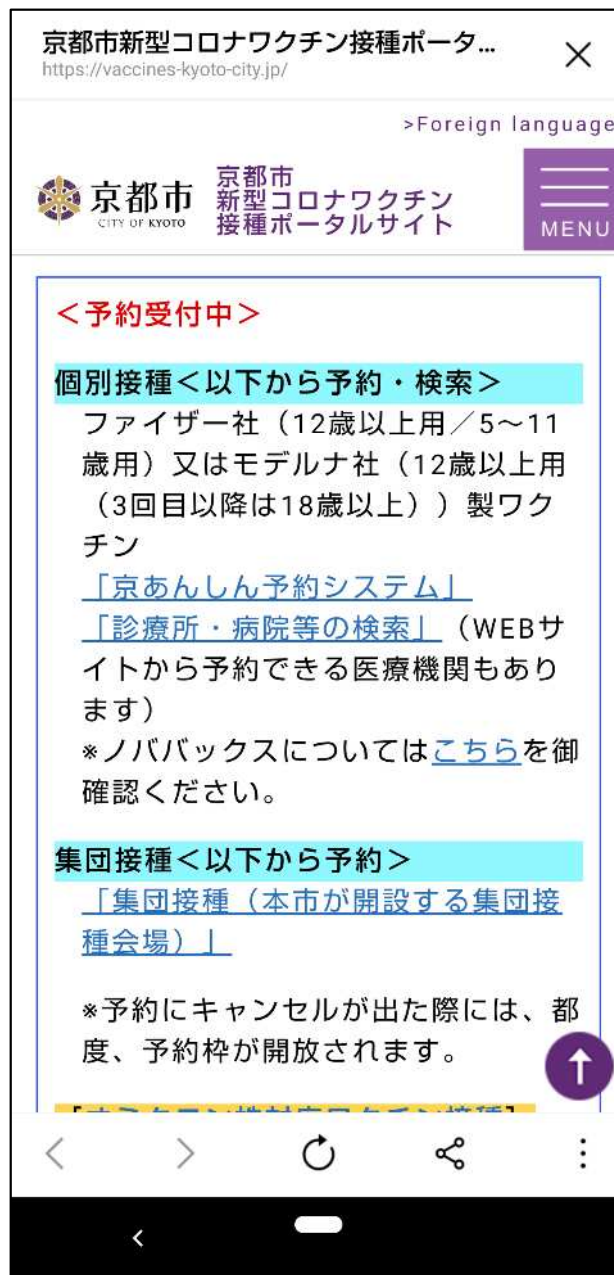 京都市新型コロナワクチン接種ポータ...
https://vaccines-kyoto-city.jp/
>Foreign language
京都市
CITY OF KYOTO
京都市
新型コロナワクチン
接種ポータルサイト
MENU
＜予約受付中＞
個別接種＜以下から予約・検索＞
ファイザー社（12歳以上用／5～11
歳用）又はモデルナ社（12歳以上用
（3回目以降は18歳以上））製ワク
チン
「京あんしん予約システム」
「診療所・病院等の検索」（WEBサ
イトから予約できる医療機関もあり
ます）
※ノババックスについてはこちらを御
確認ください。
集団接種＜以下から予約＞
「集団接種（本市が開設する集団接
種会場）」
※予約にキャンセルが出た際には、都
度、予約枠が開放されます。